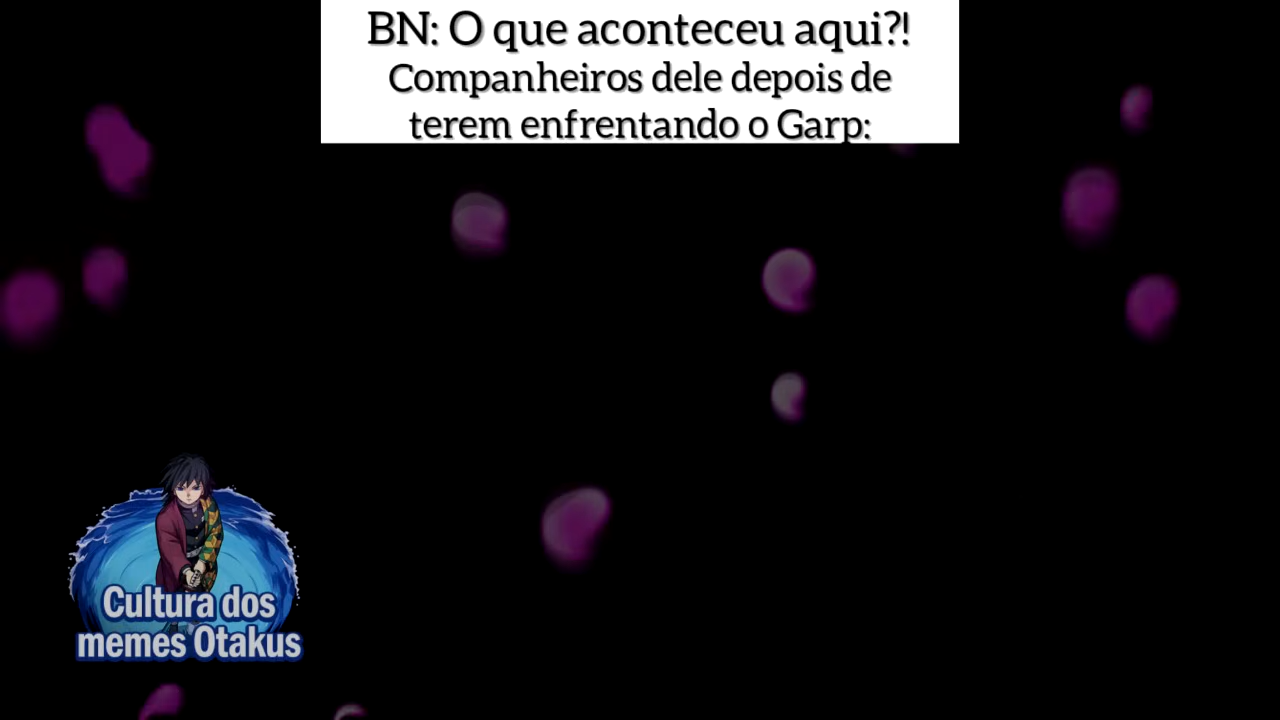 BN: O que aconteceu aqui?!
Companheiros dele depois de
terem enfrentando o Garp:
Cultura dos
memes Otakus